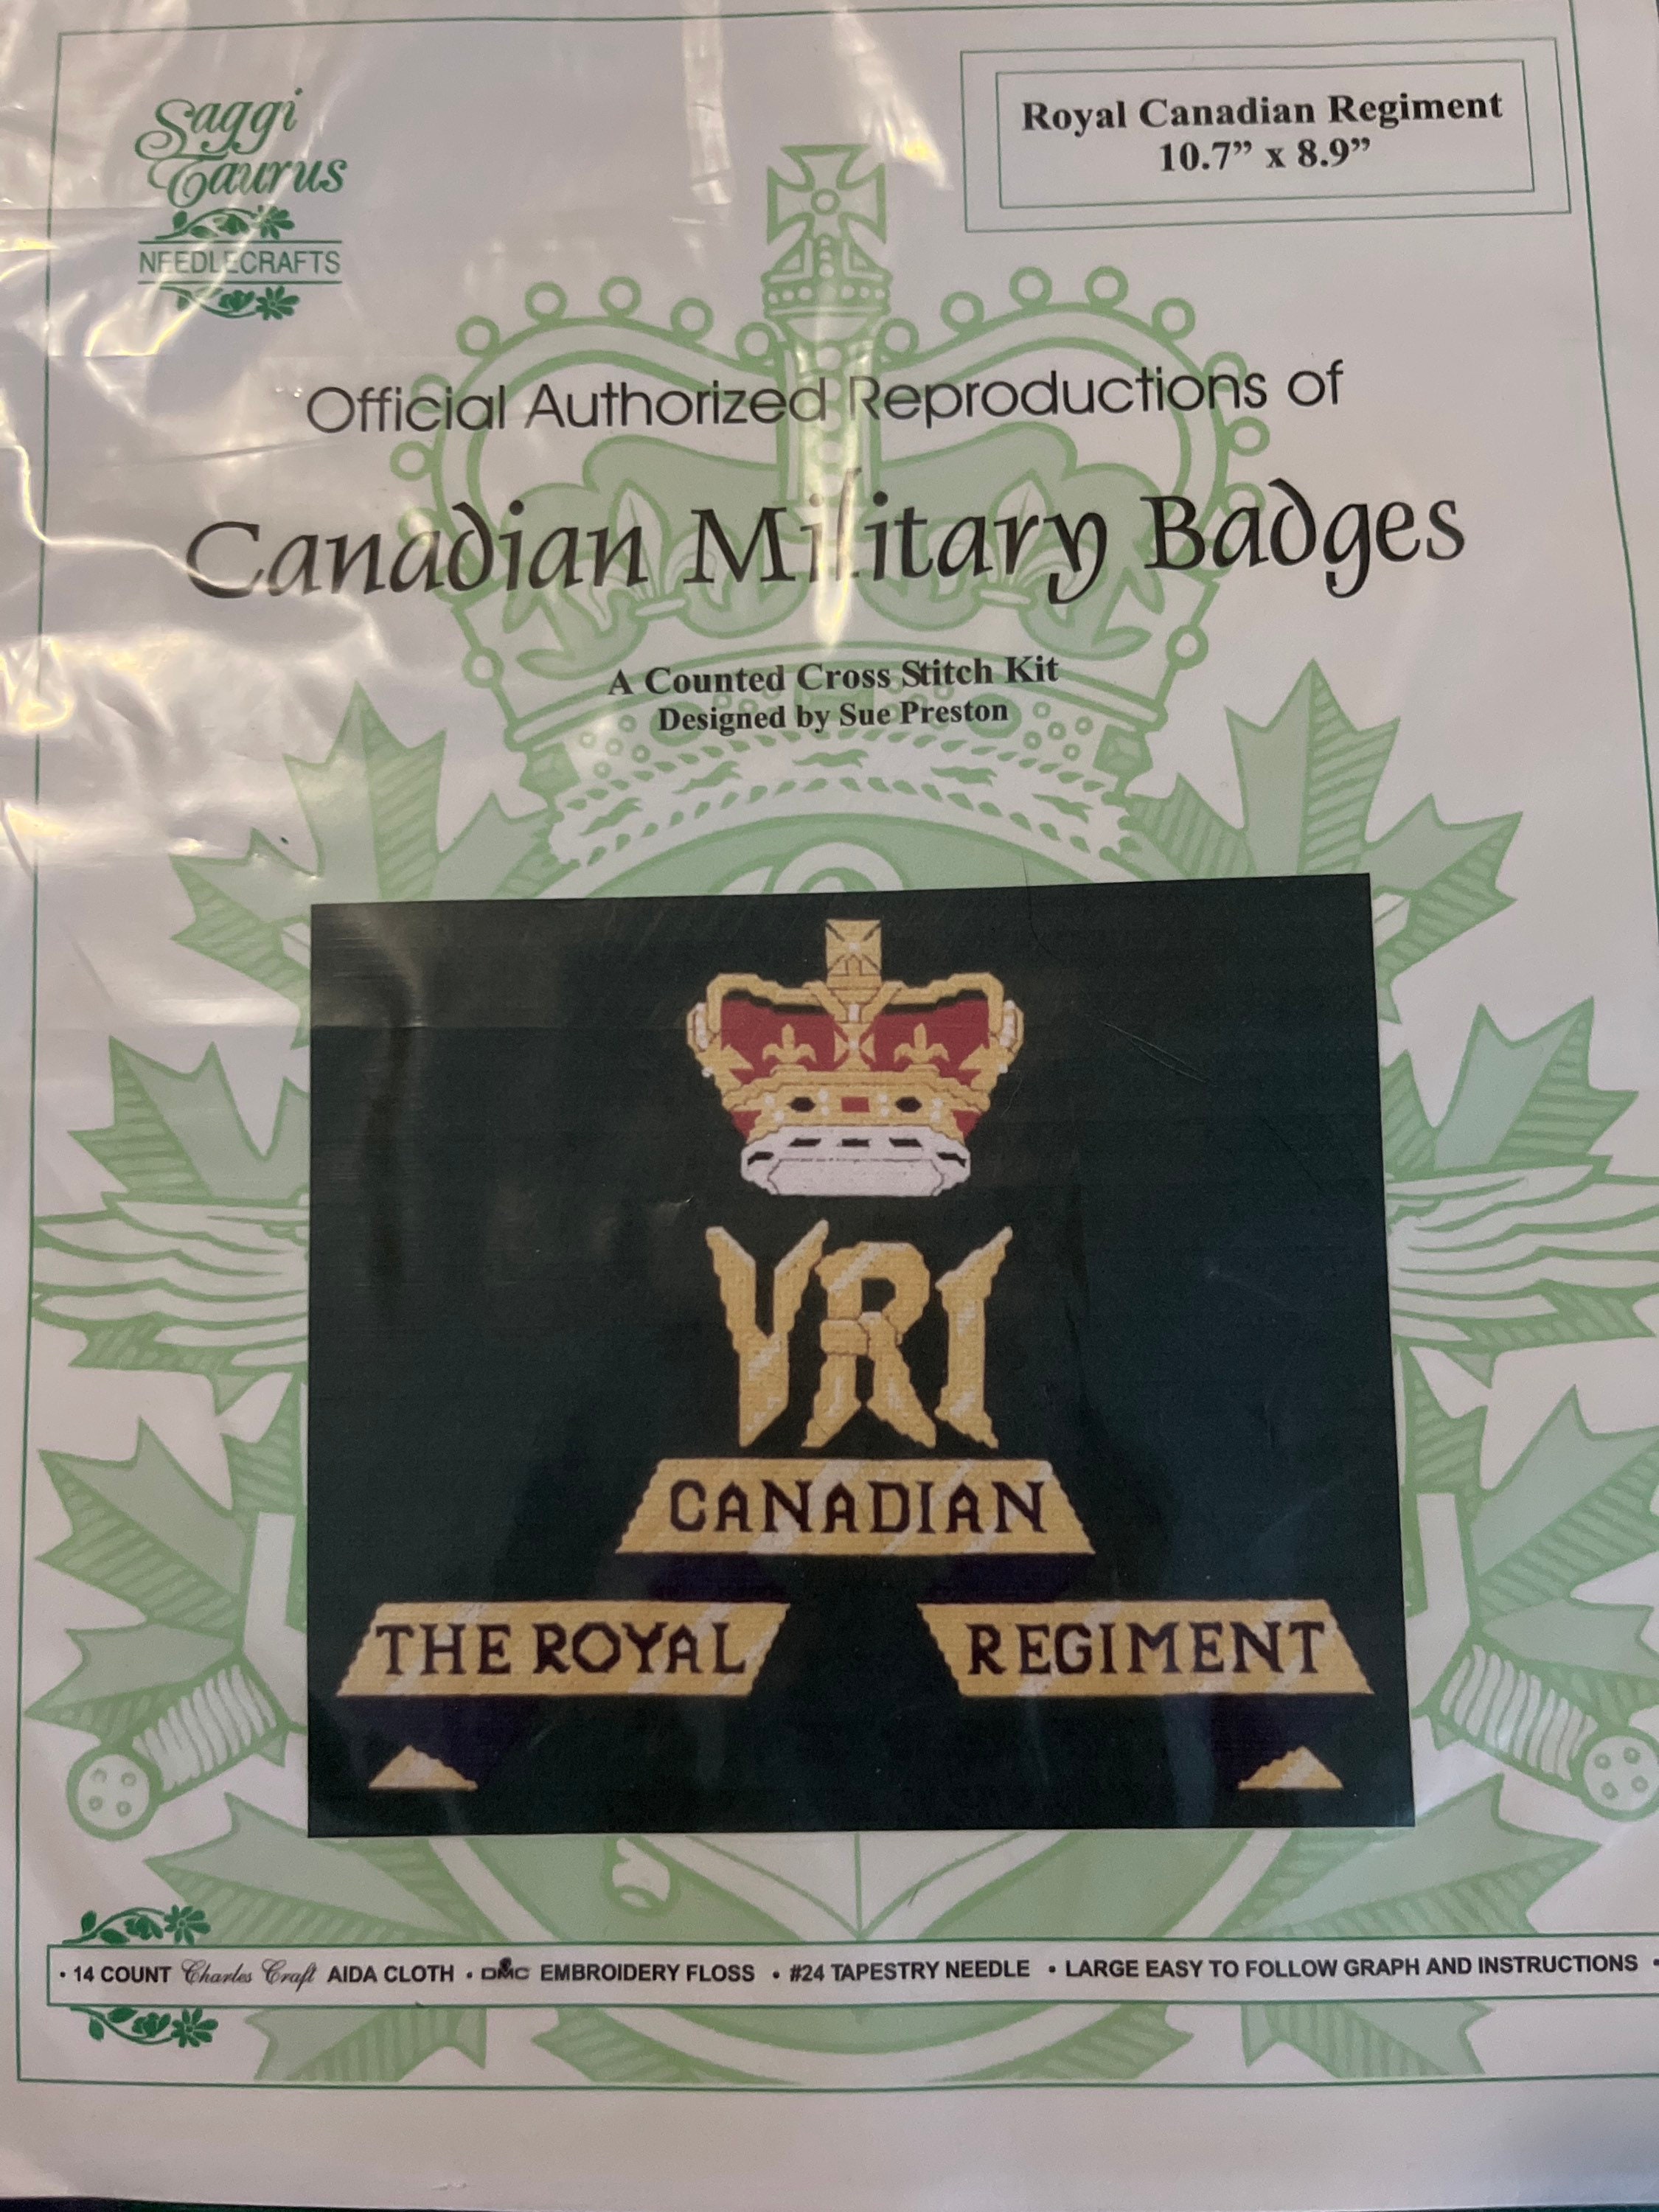 Saggi
Taurus
NEEDLECRAFTS
Royal Canadian Regiment
10.7” x 8.9”
Official Authorized Reproductions of
Canadian Military Badges
A Counted Cross Stitch Kit
Designed by Sue Preston
VRI
CANADIAN
THE ROYAL REGIMENT
• 14 COUNT Charles Craft AIDA CLOTH • DMC EMBROIDERY FLOSS • #24 TAPESTRY NEEDLE • LARGE EASY TO FOLLOW GRAPH AND INSTRUCTIONS •